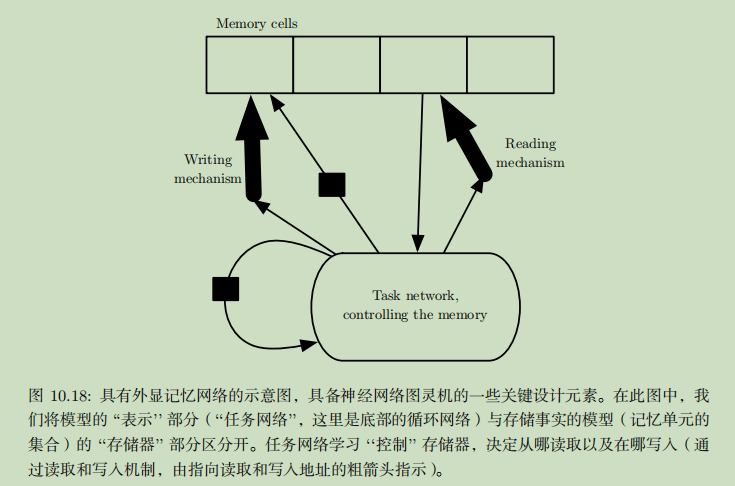 Memory cells
Writing
mechanism
Reading
mechanism
Task network,
controlling the memory
图 10.18: 具有外显记忆网络的示意图，具备神经网络图灵机的一些关键设计元素。在此图中，我
们将模型的 “表示’’ 部分（“任务网络’’，这里是底部的循环网络）与存储事实的模型（记忆单元的
集合）的 “存储器’’ 部分区分开。任务网络学习 “控制’’ 存储器，决定从哪读取以及在哪写入（通
过读取和写入机制，由指向读取和写入地址的粗箭头指示）。